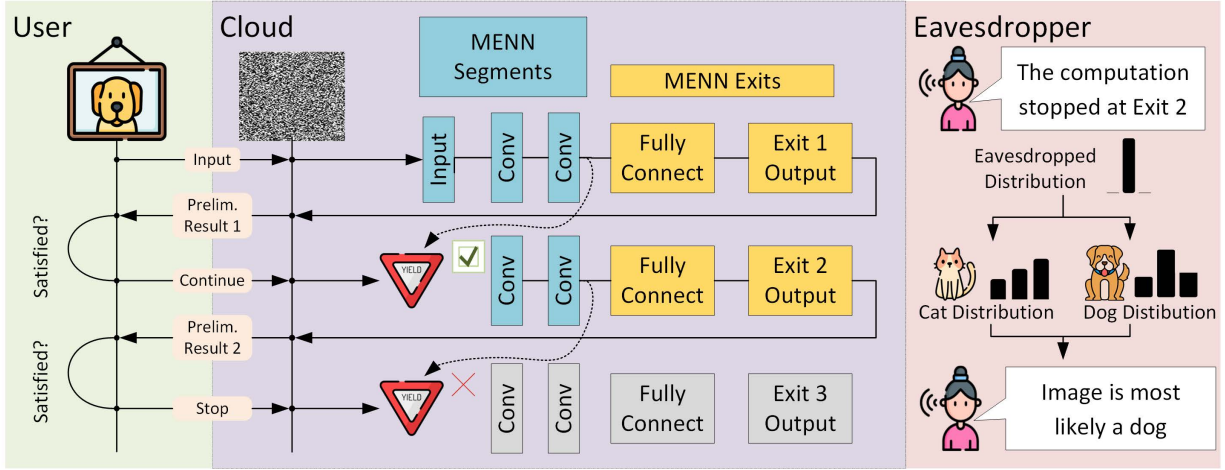 User
Cloud
MENN
Segments
MENN Exits
Input
Input
Conv
Conv
Fully
Connect
Exit 1
Output
Prelim.
Result 1
Satisfied?
Continue
YIELD
Conv
Conv
Fully
Connect
Exit 2
Output
Prelim.
Result 2
Satisfied?
Stop
YIELD
Conv
Conv
Fully
Connect
Exit 3
Output
Eavesdropper
The computation
stopped at Exit 2
Eavesdropped
Distribution
Cat Distribution
Dog Distibution
Image is most
likely a dog